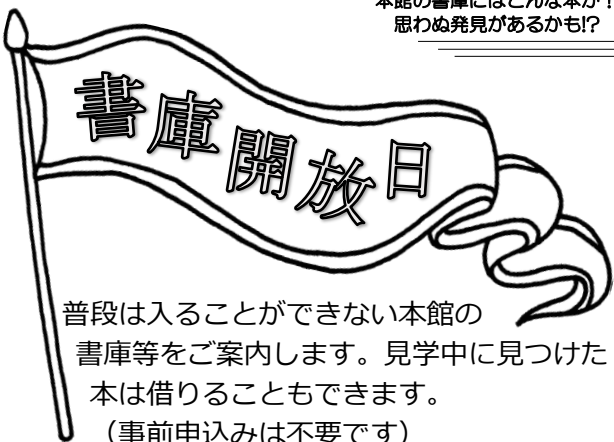 本館の書庫にはどんな本が?
思わぬ発見があるかも!?
書庫開放日
普段は入ることができない本館の
書庫等をご案内します。見学中に見つけた
本は借りることもできます。
(事前申込みは不要です)